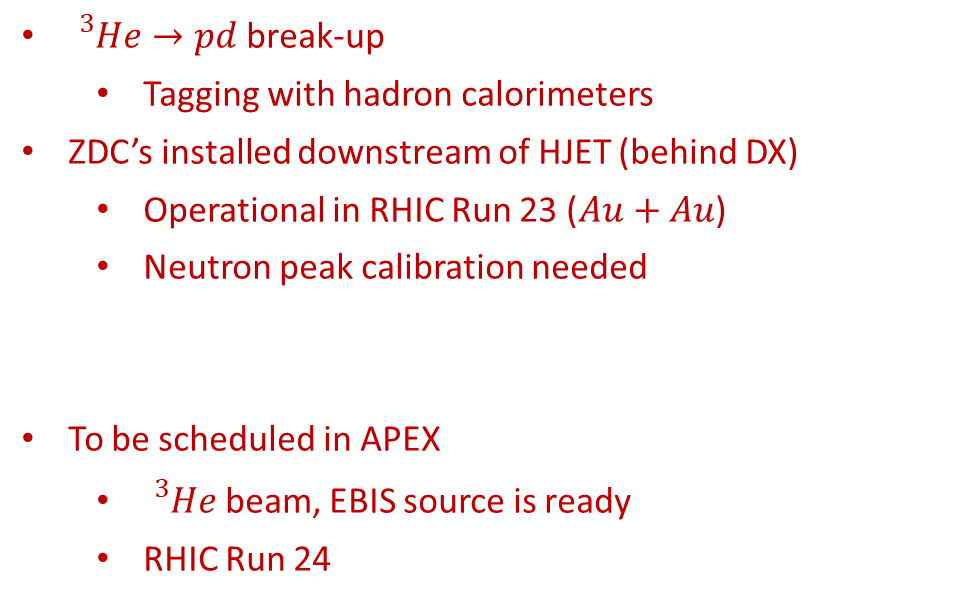 • ³He → pd break-up
• Tagging with hadron calorimeters
• ZDC’s installed downstream of HJET (behind DX)
• Operational in RHIC Run 23 (Au + Au)
• Neutron peak calibration needed
• To be scheduled in APEX
• ³He beam, EBIS source is ready
• RHIC Run 24